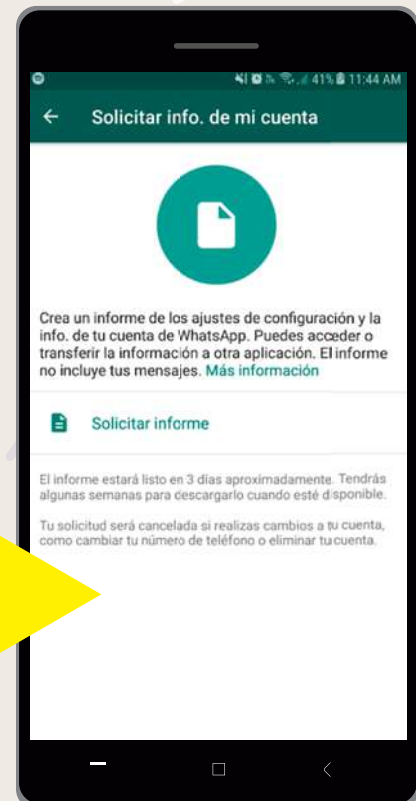 41% 11:44 AM
Solicitar info. de mi cuenta
Crea un informe de los ajustes de configuración y la
info. de tu cuenta de WhatsApp. Puedes acceder o
transferir la información a otra aplicación. El informe
no incluye tus mensajes. Más información
Solicitar informe
El informe estará listo en 3 días aproximadamente. Tendrás
algunas semanas para descargarlo cuando esté disponible.
Tu solicitud será cancelada si realizas cambios a tu cuenta,
como cambiar tu número de teléfono o eliminar tu cuenta.